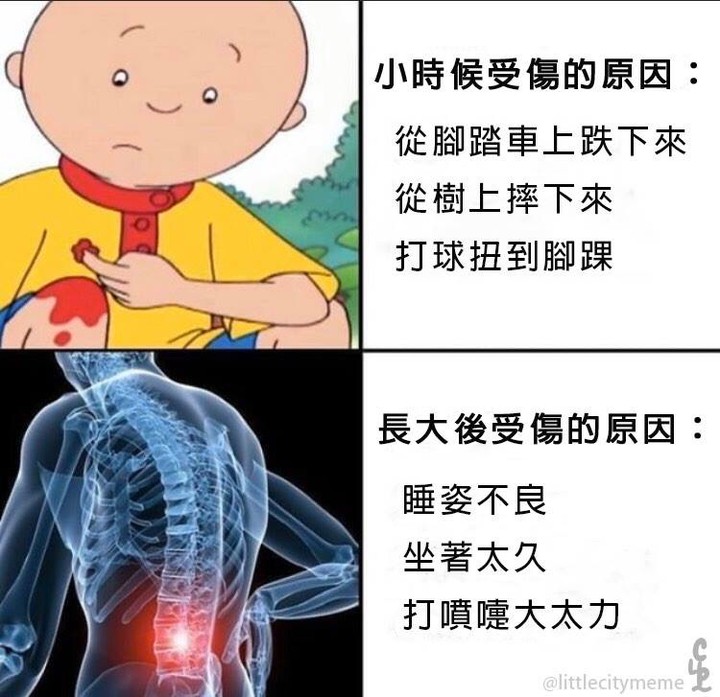 小時候受傷的原因：
從腳踏車上跌下來
從樹上摔下來
打球扭到腳踝
長大後受傷的原因：
睡姿不良
坐著太久
打噴嚏大太力
@littlecitymeme